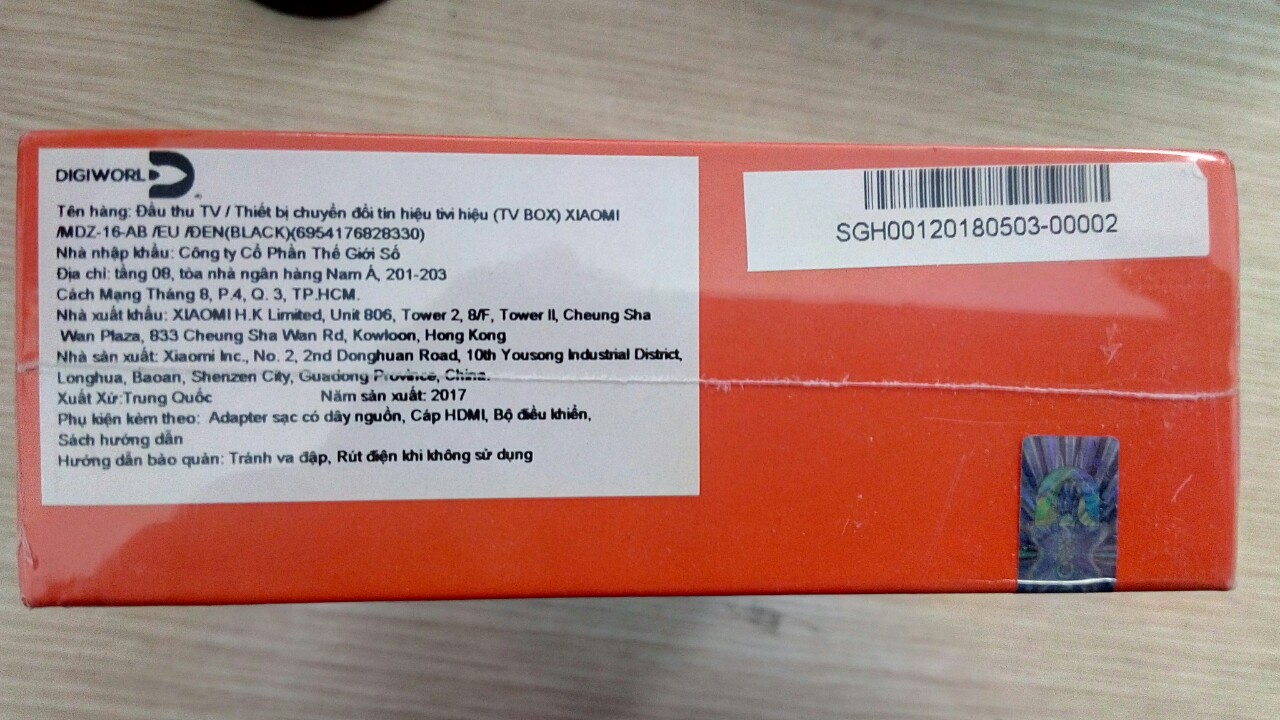 DIGIWORL
Tên hàng: Đầu thu TV / Thiết bị chuyển đổi tin hiệu tivi hiệu (TV BOX) XIAOMI
/MDZ-16-AB /EU /ĐEN(BLACK)(6954176828330)
Nhà nhập khẩu: Công ty Cổ Phần Thế Giới Số
Địa chỉ: tầng 08, tòa nhà ngân hàng Nam Á, 201-203
Cách Mạng Tháng 8, P.4, Q. 3, TP.HCM.
Nhà xuất khẩu: XIAOMI H.K Limited, Unit 806, Tower 2, 8/F, Tower II, Cheung Sha
Wan Plaza, 833 Cheung Sha Wan Rd, Kowloon, Hong Kong
Nhà sản xuất: Xiaomi Inc., No. 2, 2nd Donghuan Road, 10th Yousong Industrial District,
Longhua, Baoan, Shenzen City, Guadong Province, China.
Xuất Xứ:Trung Quốc Năm sản xuất: 2017
Phụ kiện kèm theo: Adapter sạc có dây nguồn, Cáp HDMI, Bộ điều khiển,
Sách hướng dẫn
Hướng dẫn bảo quản: Tránh va đập, Rút điện khi không sử dụng
SGH00120180503-00002